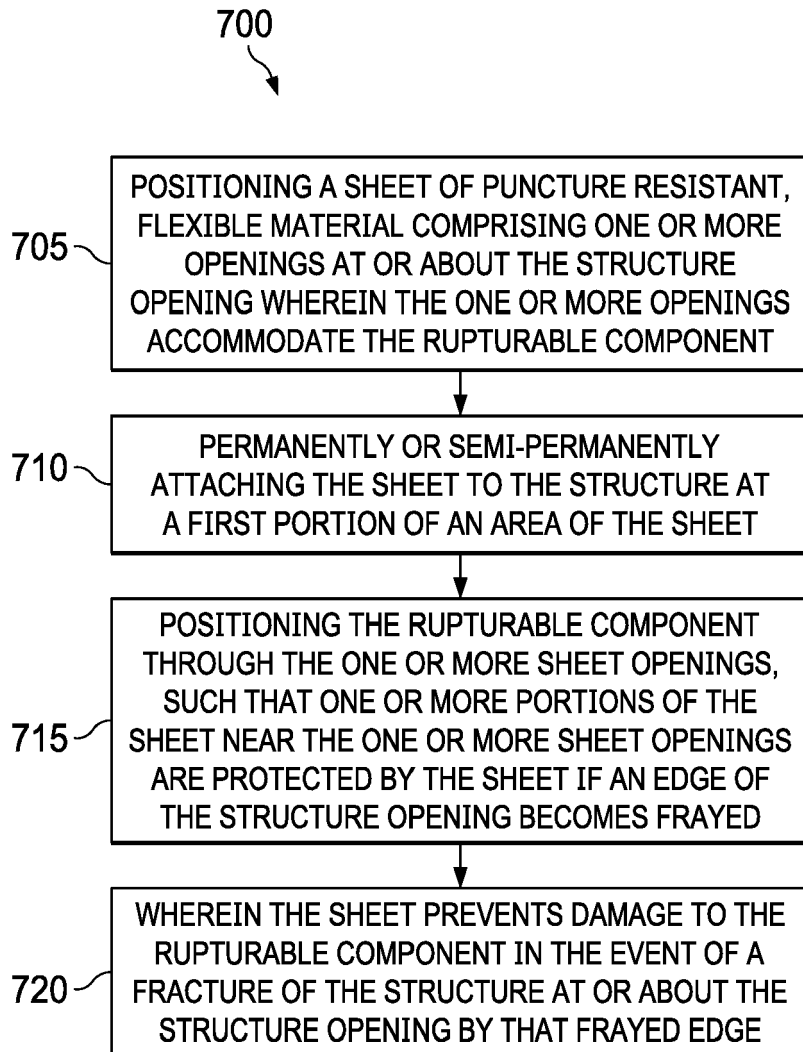 700
705
POSITIONING A SHEET OF PUNCTURE RESISTANT,
FLEXIBLE MATERIAL COMPRISING ONE OR MORE
OPENINGS AT OR ABOUT THE STRUCTURE
OPENING WHEREIN THE ONE OR MORE OPENINGS
ACCOMMODATE THE RUPTURABLE COMPONENT
710
PERMANENTLY OR SEMI-PERMANENTLY
ATTACHING THE SHEET TO THE STRUCTURE AT
A FIRST PORTION OF AN AREA OF THE SHEET
715
POSITIONING THE RUPTURABLE COMPONENT
THROUGH THE ONE OR MORE SHEET OPENINGS,
SUCH THAT ONE OR MORE PORTIONS OF THE
SHEET NEAR THE ONE OR MORE SHEET OPENINGS
ARE PROTECTED BY THE SHEET IF AN EDGE OF
THE STRUCTURE OPENING BECOMES FRAYED
720
WHEREIN THE SHEET PREVENTS DAMAGE TO THE
RUPTURABLE COMPONENT IN THE EVENT OF A
FRACTURE OF THE STRUCTURE AT OR ABOUT THE
STRUCTURE OPENING BY THAT FRAYED EDGE